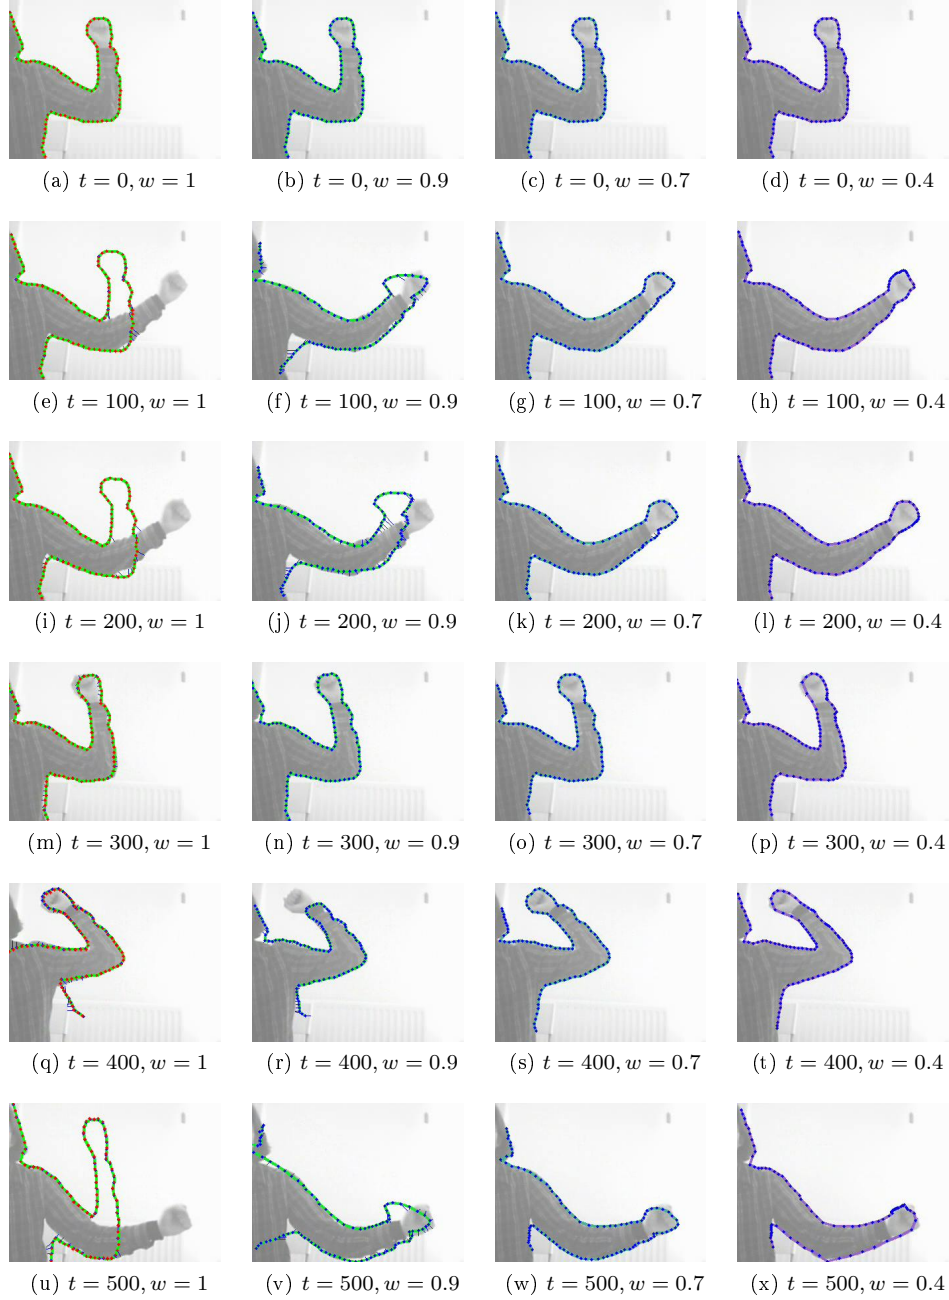 (a) t = 0, w = 1 (b) t = 0, w = 0.9 (c) t = 0, w = 0.7 (d) t = 0, w = 0.4
(e) t = 100, w = 1 (f) t = 100, w = 0.9 (g) t = 100, w = 0.7 (h) t = 100, w = 0.4
(i) t = 200, w = 1 (j) t = 200, w = 0.9 (k) t = 200, w = 0.7 (l) t = 200, w = 0.4
(m) t = 300, w = 1 (n) t = 300, w = 0.9 (o) t = 300, w = 0.7 (p) t = 300, w = 0.4
(q) t = 400, w = 1 (r) t = 400, w = 0.9 (s) t = 400, w = 0.7 (t) t = 400, w = 0.4
(u) t = 500, w = 1 (v) t = 500, w = 0.9 (w) t = 500, w = 0.7 (x) t = 500, w = 0.4